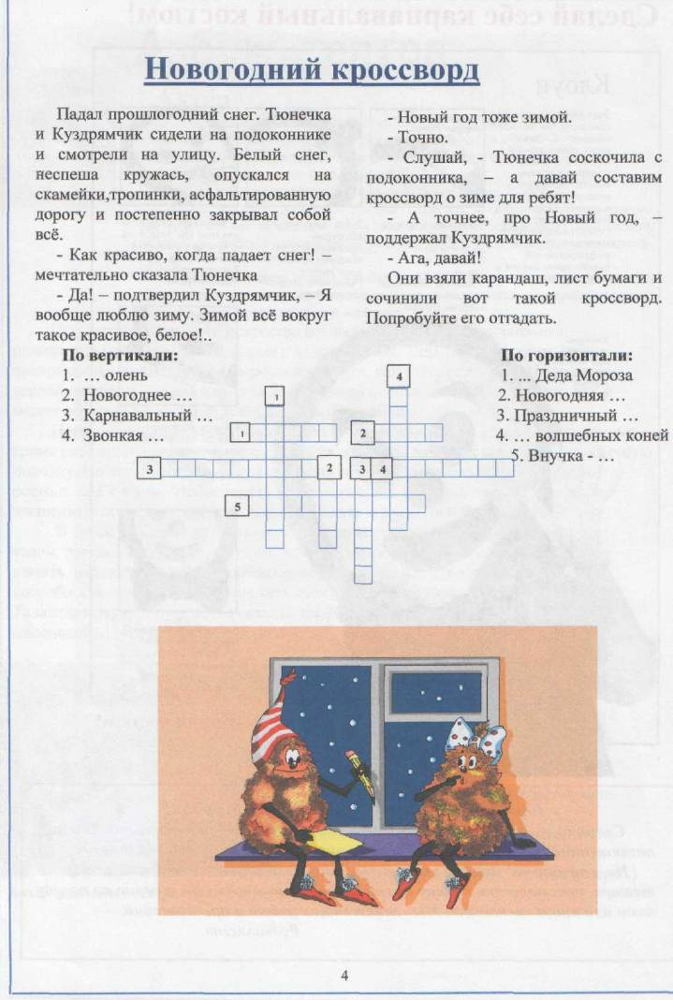 Новогодний кроссворд
Падал прошлогодний снег. Тюнечка
и Куздрямчик сидели на подоконнике
и смотрели на улицу. Белый снег,
неспеша кружась, опускался на
скамейки,тропинки, асфальтированную
дорогу и постепенно закрывал собой
всё.
- Как красиво, когда падает снег! –
мечтательно сказала Тюнечка
- Да! – подтвердил Куздрямчик, – Я
вообще люблю зиму. Зимой всё вокруг
такое красивое, белое!..
- Новый год тоже зимой.
- Точно.
- Слушай, - Тюнечка соскочила с
подоконника, – а давай составим
кроссворд о зиме для ребят!
- А точнее, про Новый год, –
поддержал Куздрямчик.
- Ага, давай!
Они взяли карандаш, лист бумаги и
сочинили вот такой кроссворд.
Попробуйте его отгадать.
По вертикали:
1. … олень
2. Новогоднее …
3. Карнавальный …
4. Звонкая …
По горизонтали:
1. ... Деда Мороза
2. Новогодняя …
3. Праздничный …
4. … волшебных коней
5. Внучка - …
4
1
1
2
3
2
3 4
5
4